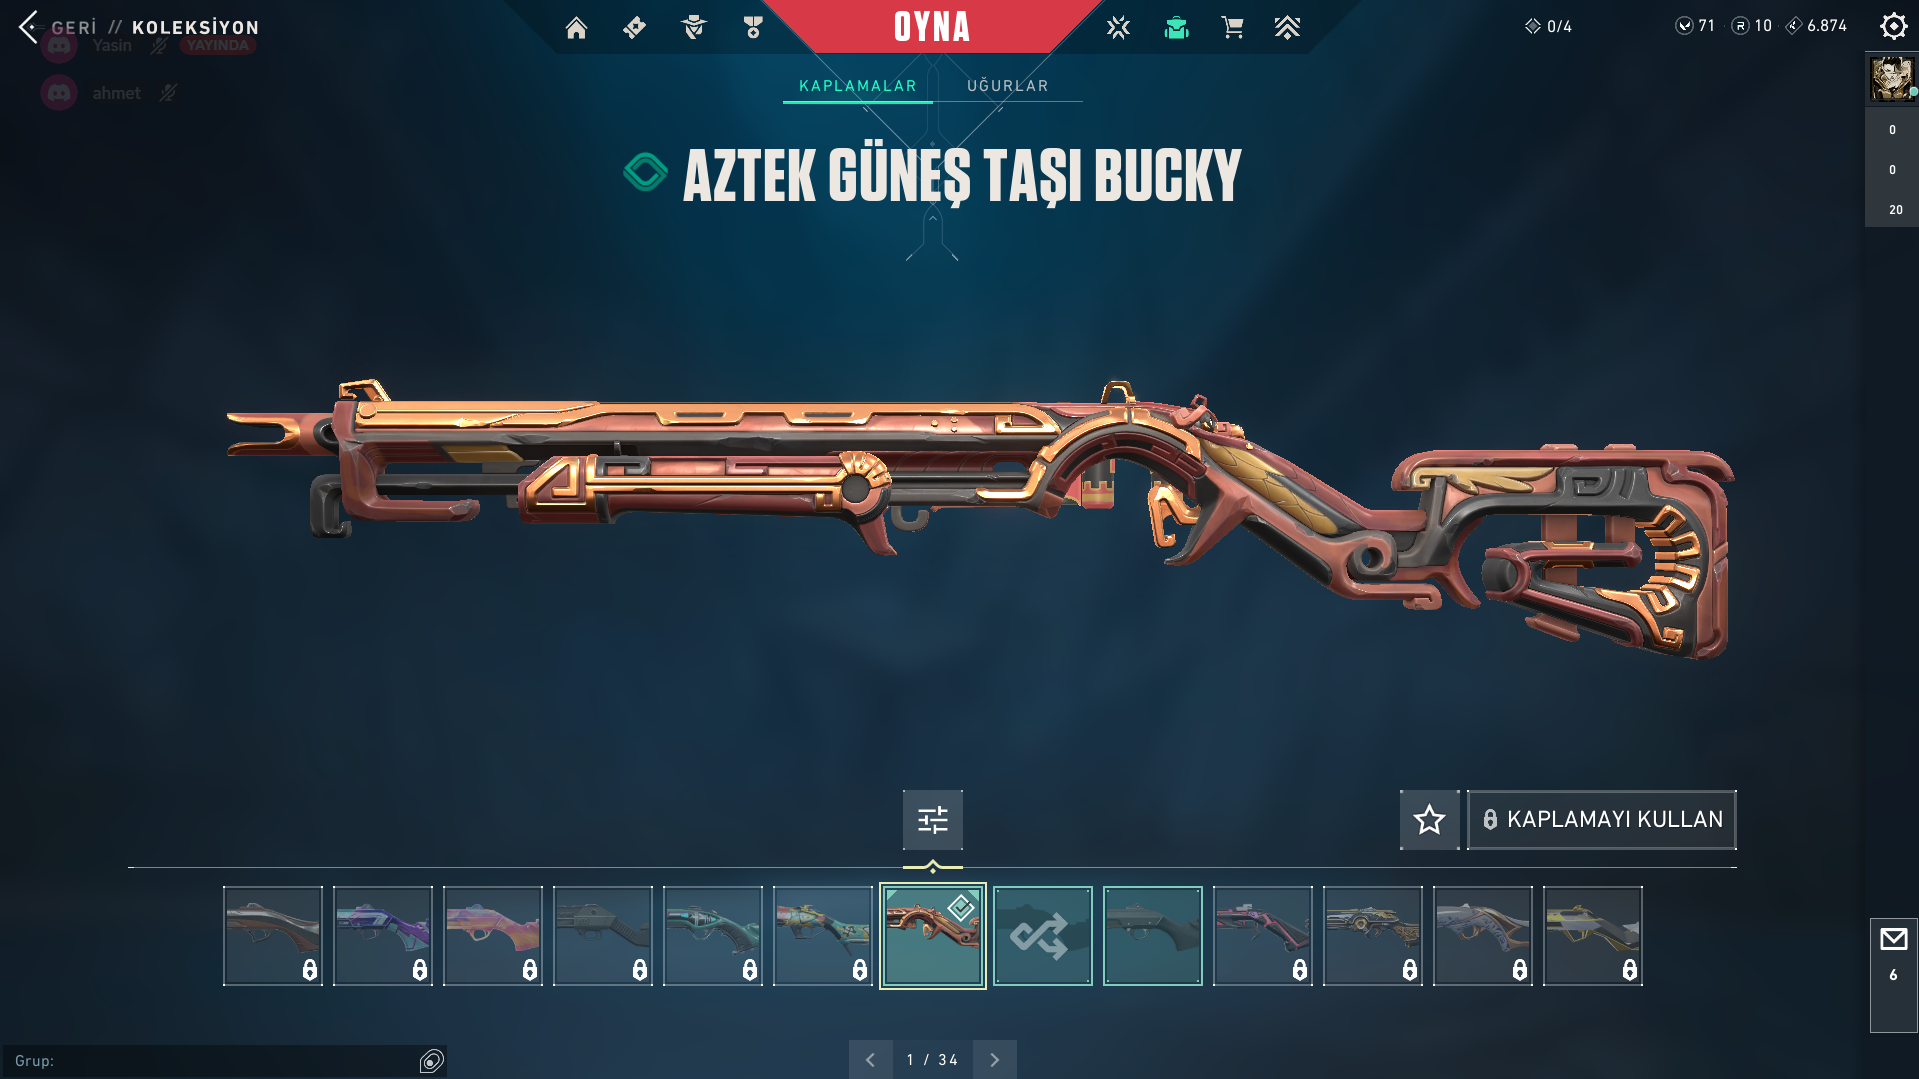 GERİ // KOLEKSİYON
Yasin YAYINDA
ahmet
OYNA
0/4
71
R 10
6.874
KAPLAMALAR
UĞURLAR
AZTEK GÜNEŞ TAŞI BUCKY
0
0
20
KAPLAMAYI KULLAN
6
Grup:
1 / 34